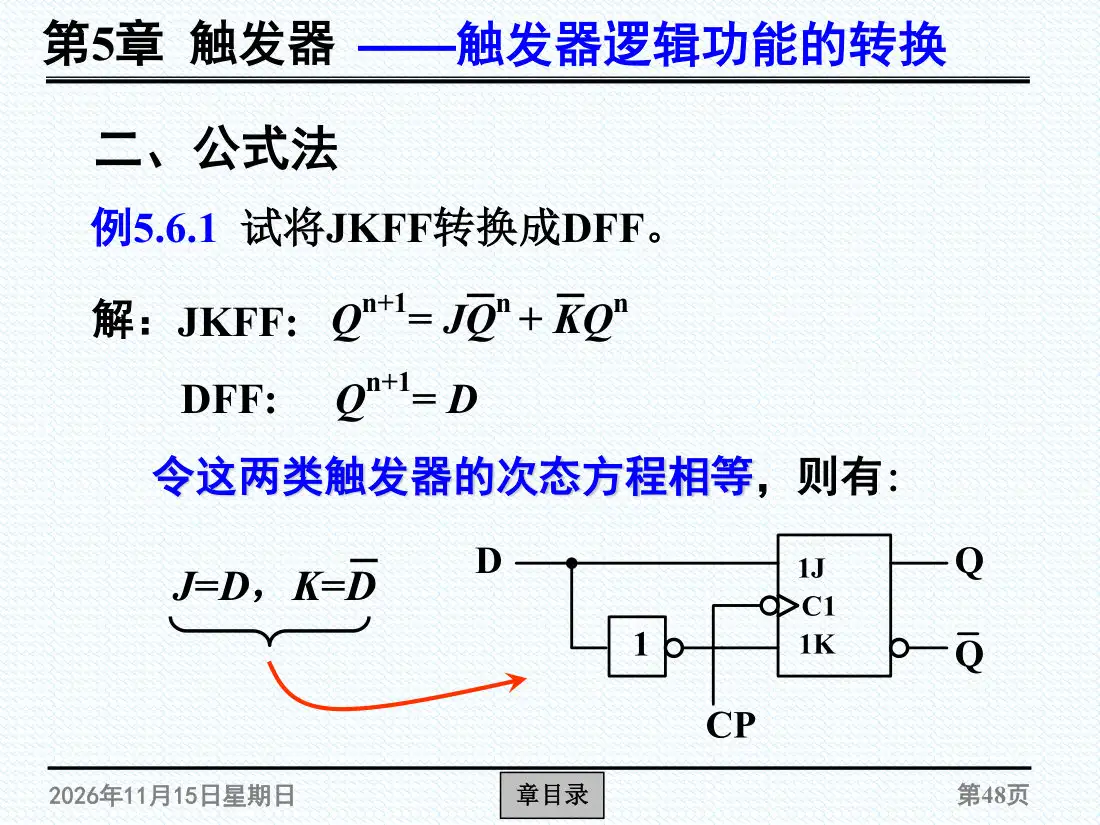 第5章 触发器 ——触发器逻辑功能的转换
二、公式法
例5.6.1 试将JKFF转换成DFF。
解：JKFF: Qⁿ⁺¹= JQ̅ⁿ + K̅Qⁿ
DFF: Qⁿ⁺¹= D
令这两类触发器的次态方程相等，则有:
J=D，K=D̅
D
1J
C1
1K
1
Q
Q̅
CP
2026年11月15日星期日
章目录
第48页